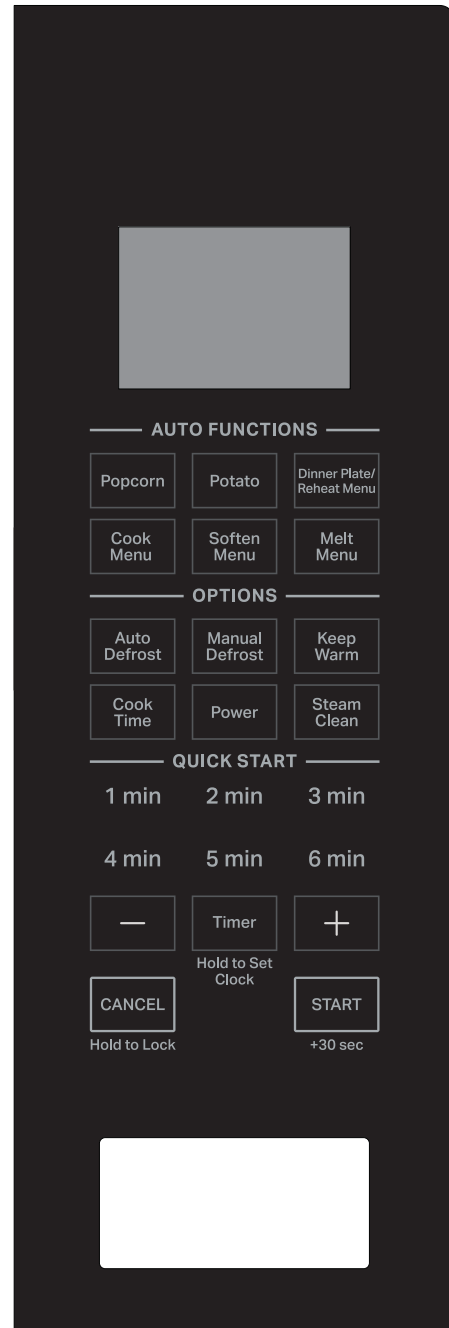 AUTO FUNCTIONS
Popcorn
Potato
Dinner Plate/
Reheat Menu
Cook
Menu
Soften
Menu
Melt
Menu
OPTIONS
Auto
Defrost
Manual
Defrost
Keep
Warm
Cook
Time
Power
Steam
Clean
QUICK START
1 min 2 min 3 min
4 min 5 min 6 min
—
Timer
+
Hold to Set
Clock
CANCEL
START
Hold to Lock
+30 sec